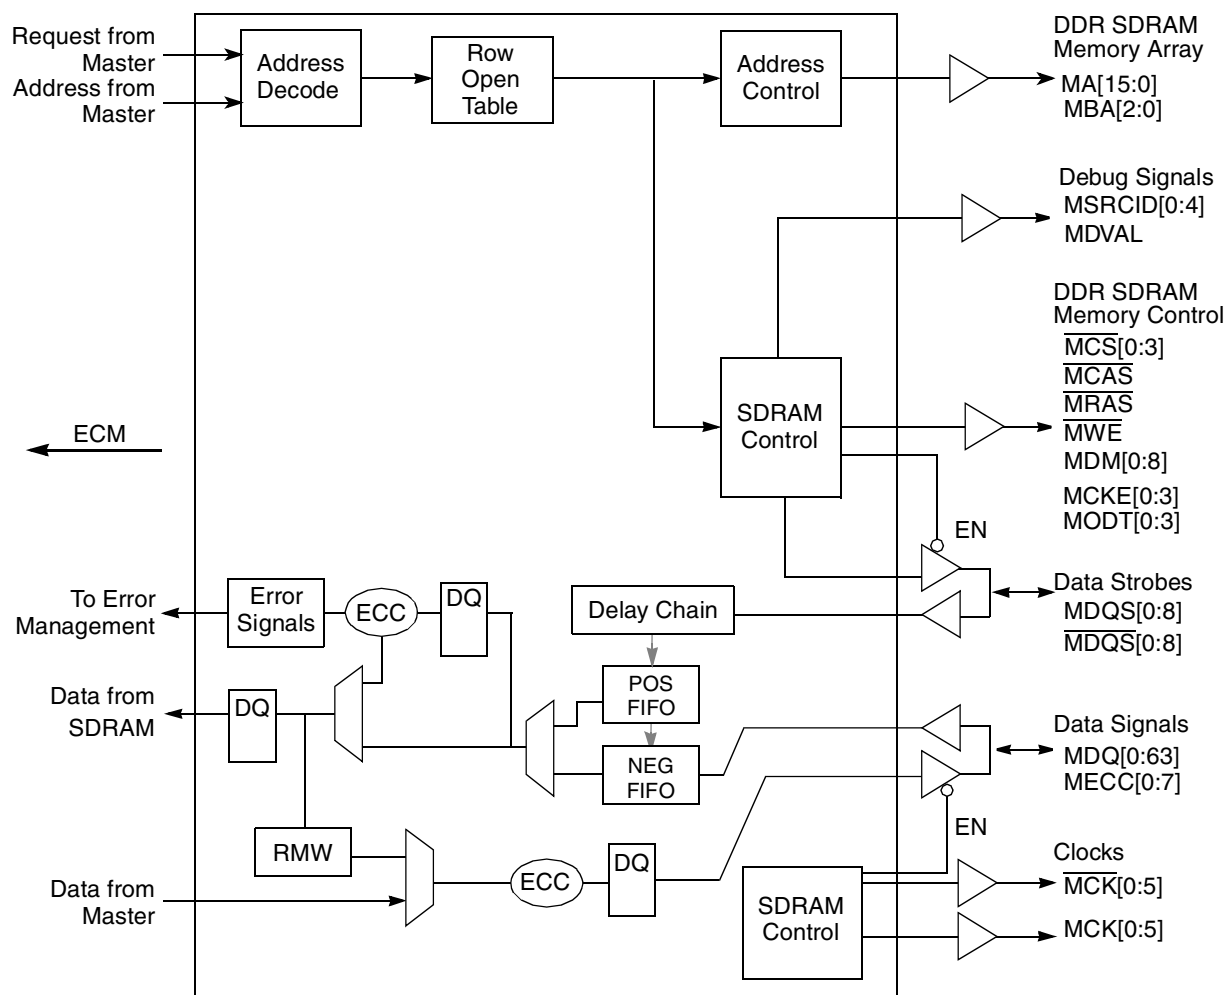 Request from
Master
Address from
Master
Address
Decode
Row
Open
Table
Address
Control
DDR SDRAM
Memory Array
MA[15:0]
MBA[2:0]
Debug Signals
MSRCID[0:4]
MDVAL
DDR SDRAM
Memory Control
MCS[0:3]
MCAS
MRAS
MWE
MDM[0:8]
MCKE[0:3]
MODT[0:3]
SDRAM
Control
ECM
EN
To Error
Management
Error
Signals
ECC
DQ
Delay Chain
Data Strobes
MDQS[0:8]
MDQS[0:8]
Data from
SDRAM
DQ
POS
FIFO
NEG
FIFO
Data Signals
MDQ[0:63]
MECC[0:7]
EN
RMW
Data from
Master
ECC
DQ
SDRAM
Control
Clocks
MCK[0:5]
MCK[0:5]